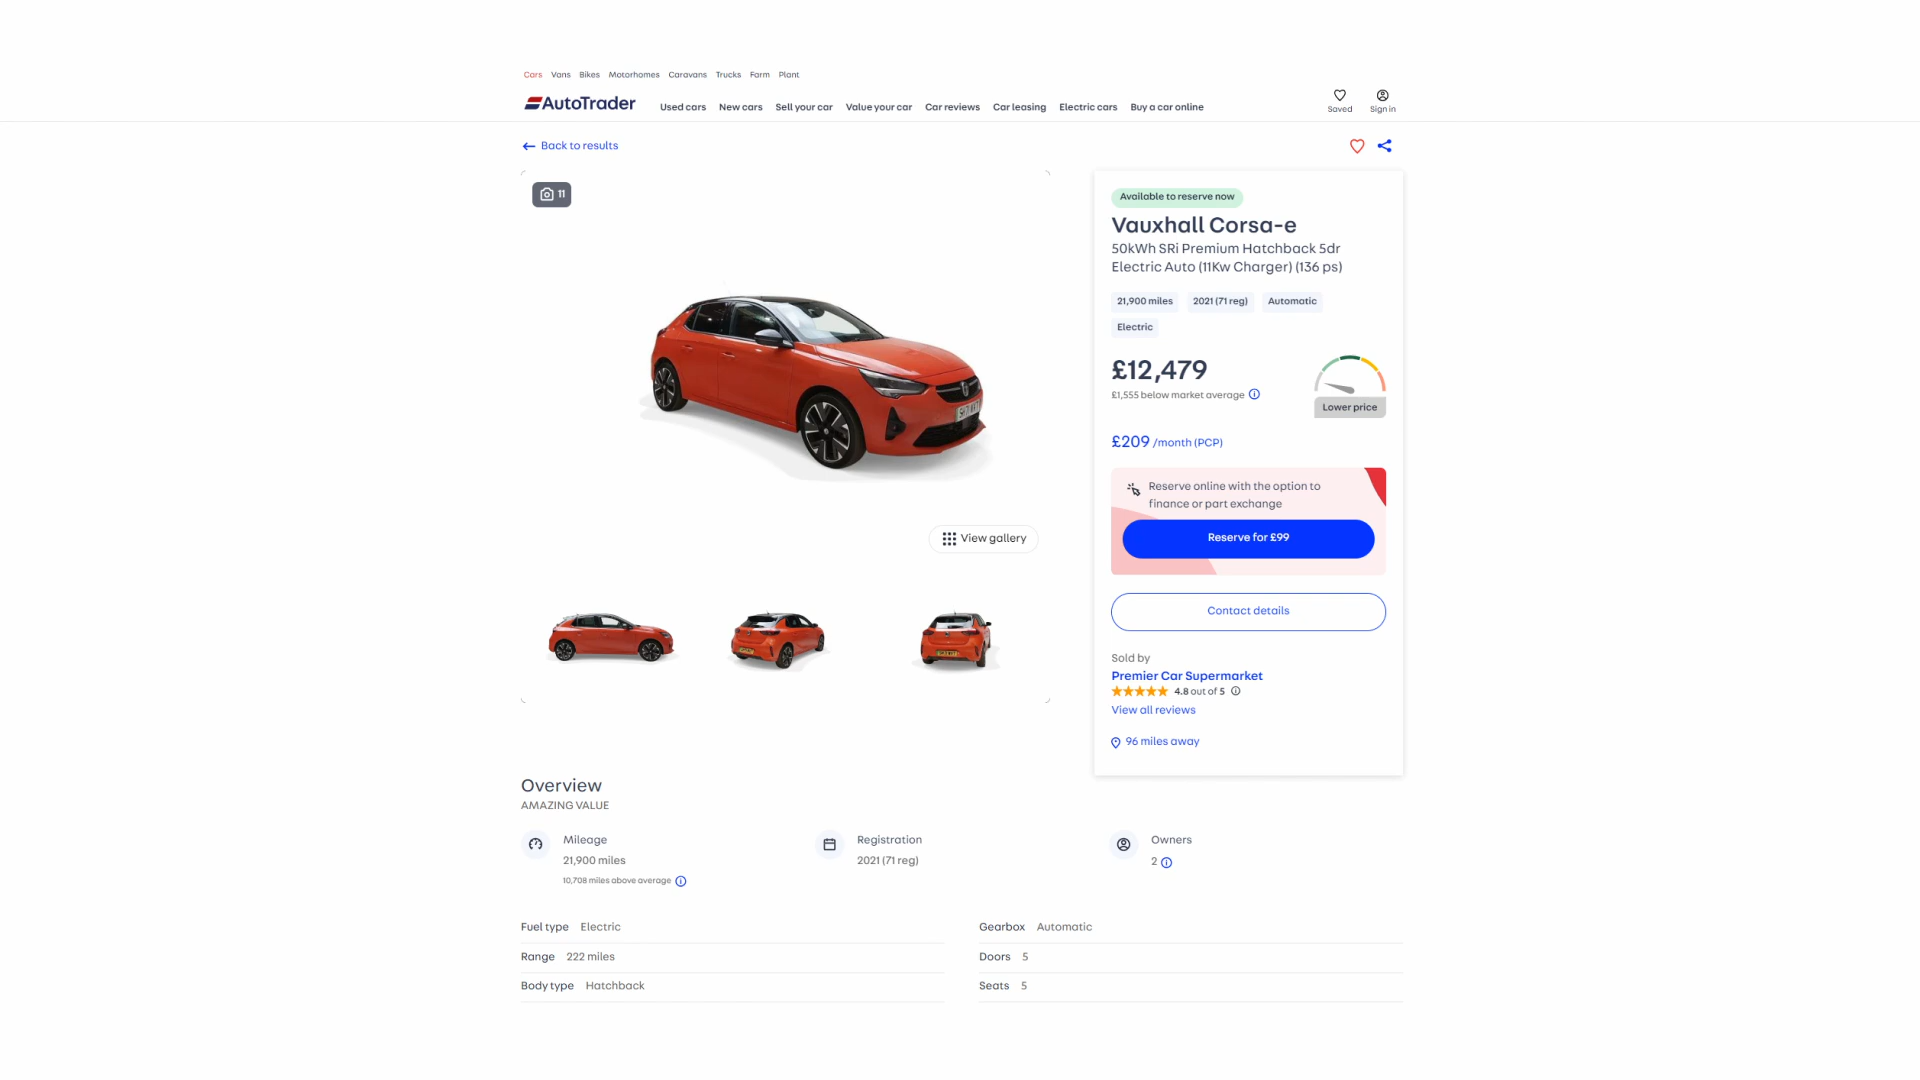 Cars Vans Bikes Motorhomes Caravans Trucks Farm Plant
AutoTrader
Used cars New cars Sell your car Value your car Car reviews Car leasing Electric cars Buy a car online
Saved
Sign in
Back to results
11
View gallery
Available to reserve now
Vauxhall Corsa-e
50kWh SRi Premium Hatchback 5dr
Electric Auto (11Kw Charger) (136 ps)
21,900 miles 2021 (71 reg) Automatic
Electric
£12,479
£1,555 below market average
Lower price
£209 /month (PCP)
Reserve online with the option to
finance or part exchange
Reserve for £99
Contact details
Sold by
Premier Car Supermarket
4.8 out of 5
View all reviews
96 miles away
Overview
AMAZING VALUE
Mileage
21,900 miles
10,708 miles above average
Registration
2021 (71 reg)
Owners
2
Fuel type Electric
Gearbox Automatic
Range 222 miles
Doors 5
Body type Hatchback
Seats 5